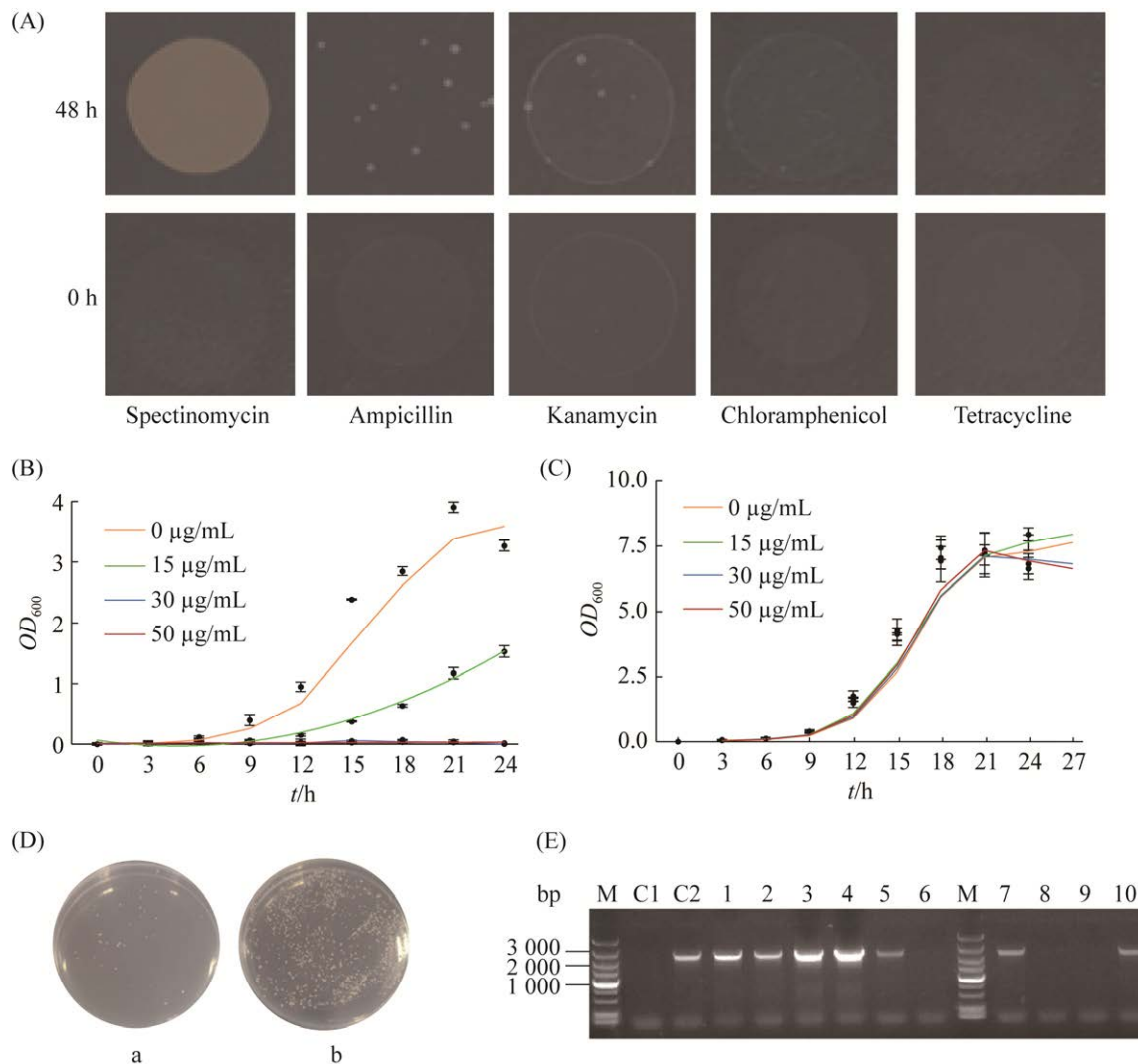 (A)
48 h
0 h
Spectinomycin Ampicillin Kanamycin Chloramphenicol Tetracycline
(B)
OD600
4
3
2
1
0
0 µg/mL
15 µg/mL
30 µg/mL
50 µg/mL
0 3 6 9 12 15 18 21 24
t/h
(C)
OD600
10.0
7.5
5.0
2.5
0.0
0 µg/mL
15 µg/mL
30 µg/mL
50 µg/mL
0 3 6 9 12 15 18 21 24 27
t/h
(D)
a b
(E)
bp M C1 C2 1 2 3 4 5 6 M 7 8 9 10
3 000
2 000
1 000